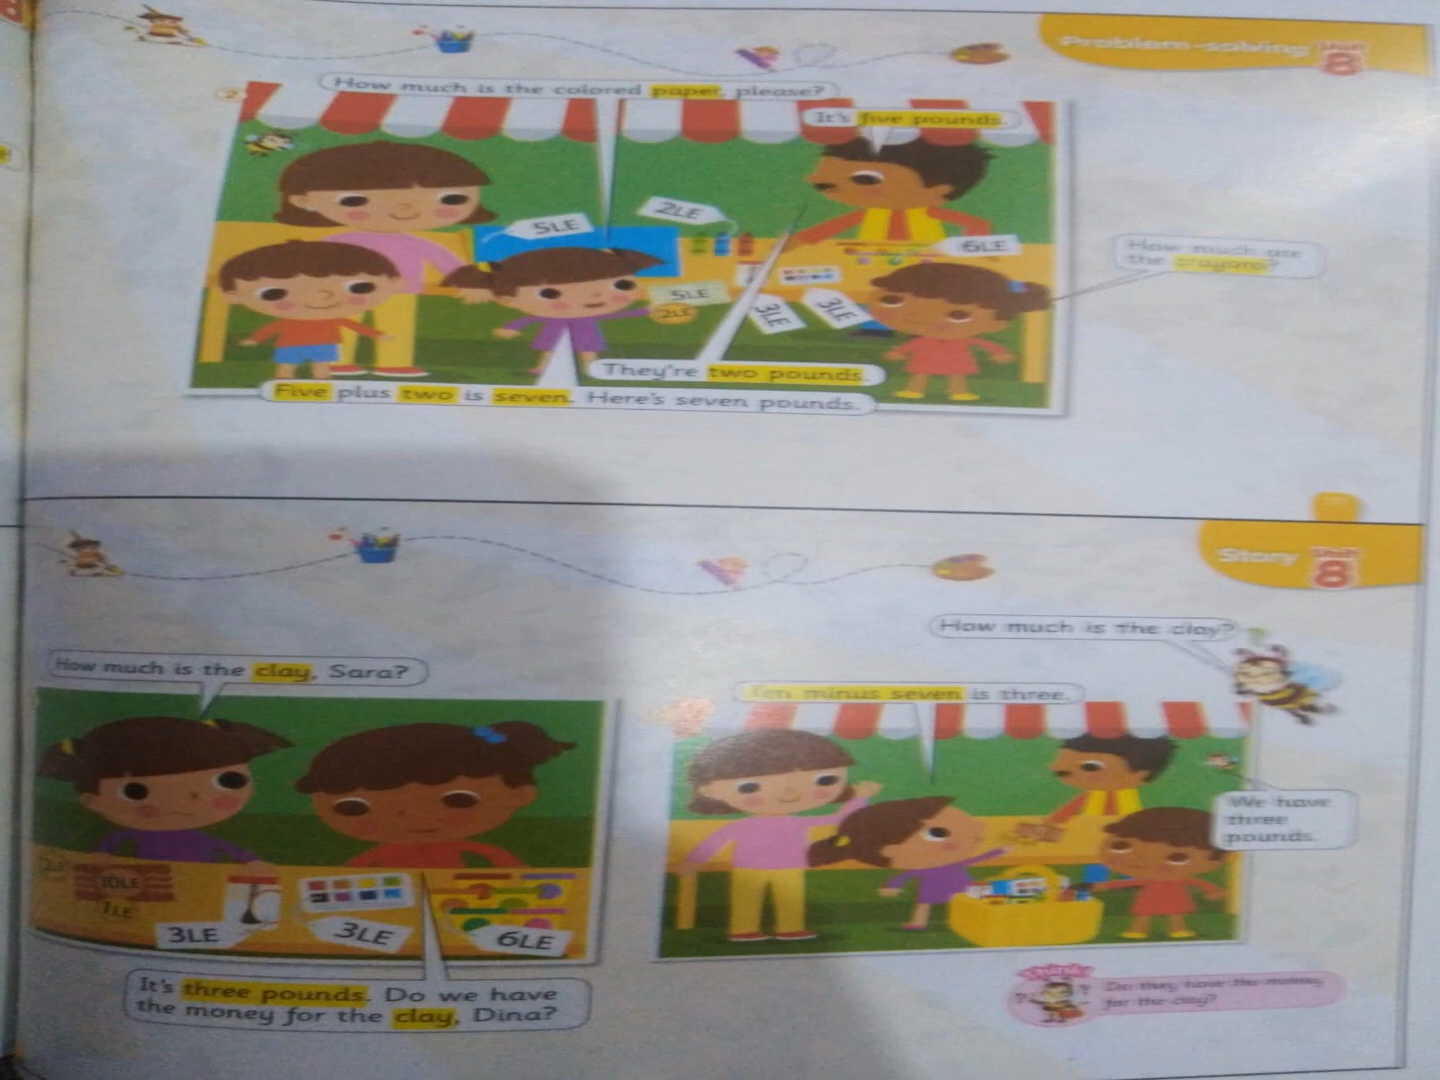 Problem-solving Unit 8
2
How much is the colored paper, please?
It's five pounds.
5LE
2LE
6LE
How much are
the crayons?
5LE
2LE
3LE
3LE
They're two pounds.
Five plus two is seven. Here's seven pounds.
Story Unit 8
How much is the clay?
How much is the clay, Sara?
Ten minus seven is three.
We have
three
pounds.
10LE
1LE
3LE
3LE
6LE
It's three pounds. Do we have
the money for the clay, Dina?
Think!
Do they have the money
for the clay?